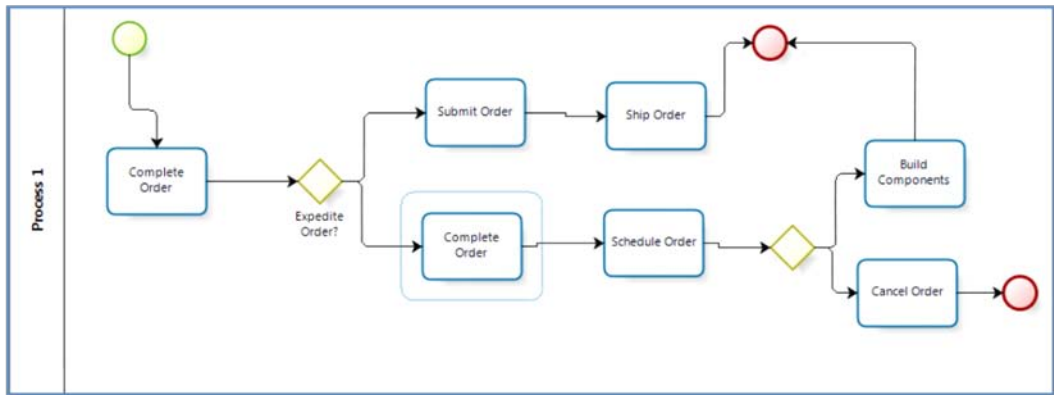 Process 1
Complete
Order
Expedite
Order?
Submit Order
Ship Order
Complete
Order
Schedule Order
Build
Components
Cancel Order